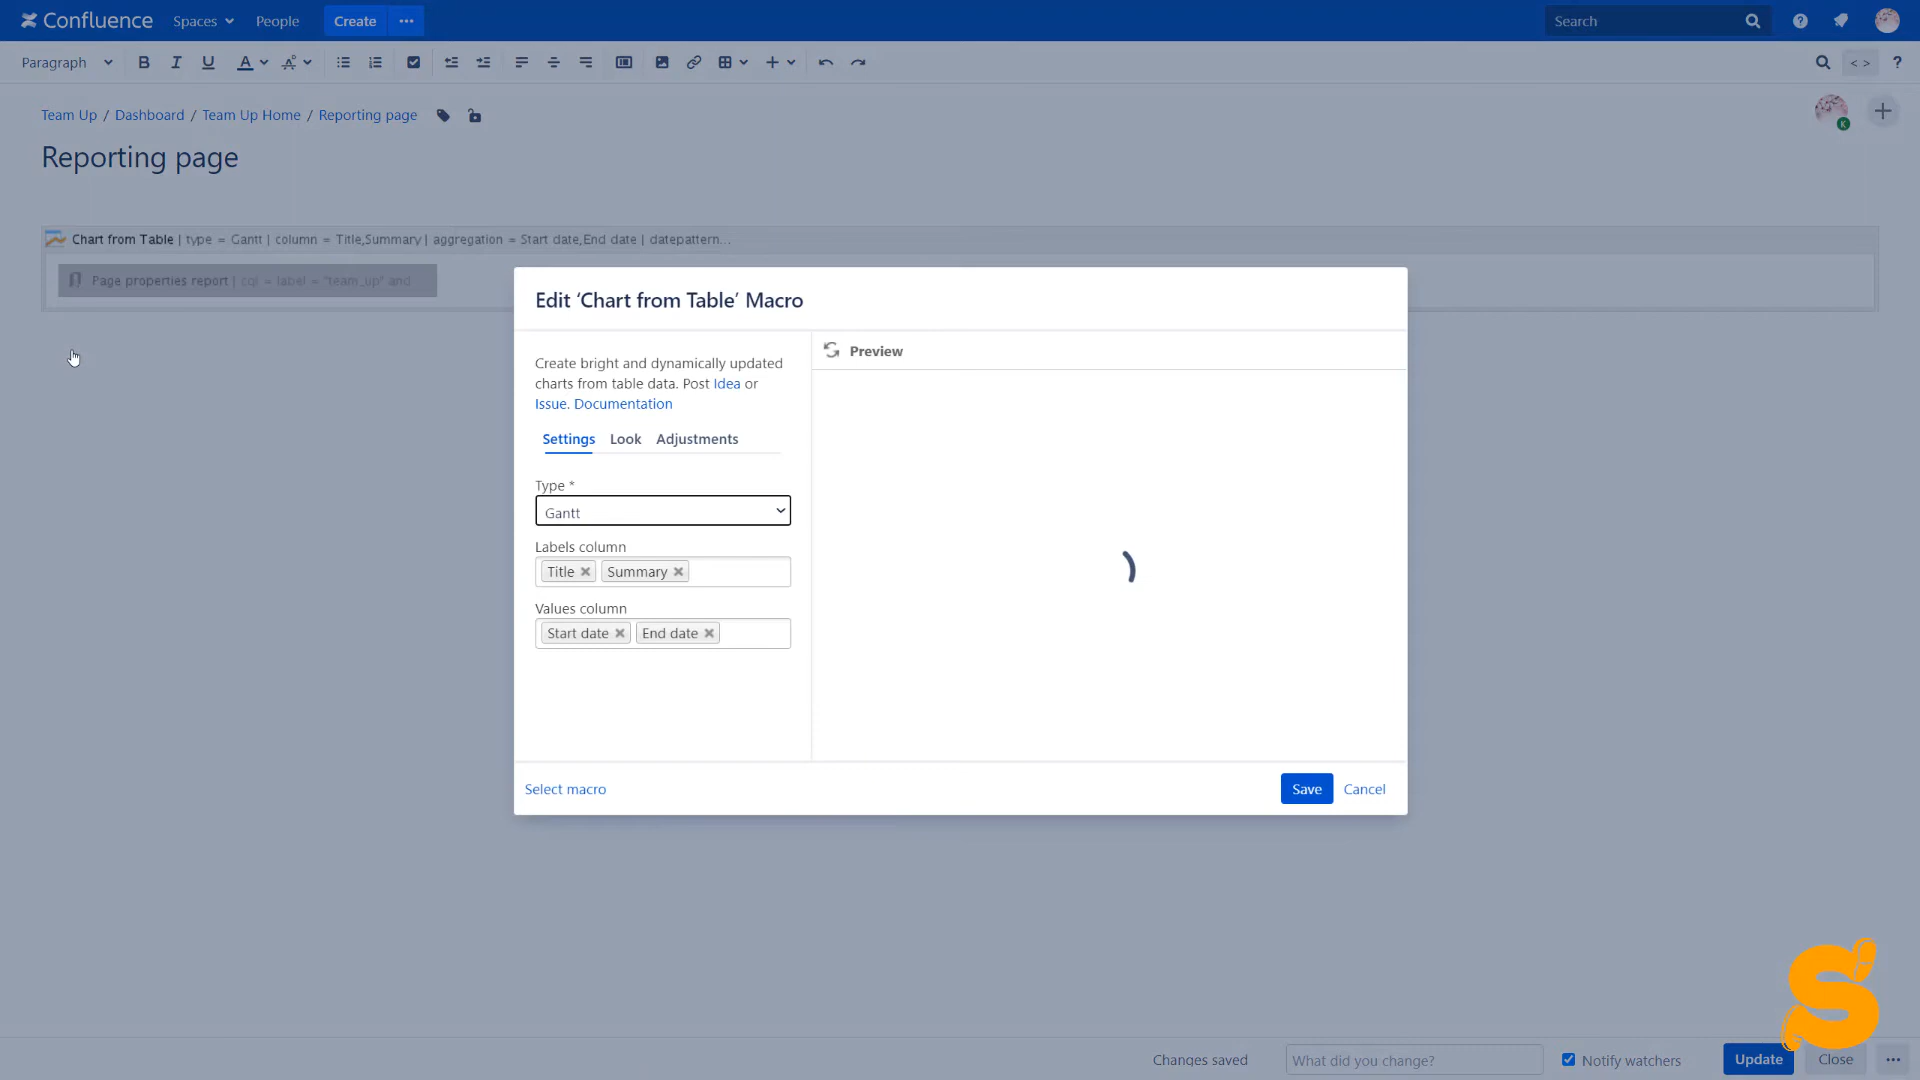 Confluence Spaces People Create ··· Search
Paragraph B I U A < > ?
Team Up / Dashboard / Team Up Home / Reporting page
K
Reporting page
Chart from Table | type = Gantt | column = Title,Summary | aggregation = Start date,End date | datepattern...
Page properties report | cql = label = "team_up" and
Edit ‘Chart from Table’ Macro
Create bright and dynamically updated
charts from table data. Post Idea or
Issue. Documentation
Preview
Settings Look Adjustments
Type *
Gantt
Labels column
Title Summary
Values column
Start date End date
Select macro Save Cancel
S
Changes saved What did you change? Notify watchers Update Close ···